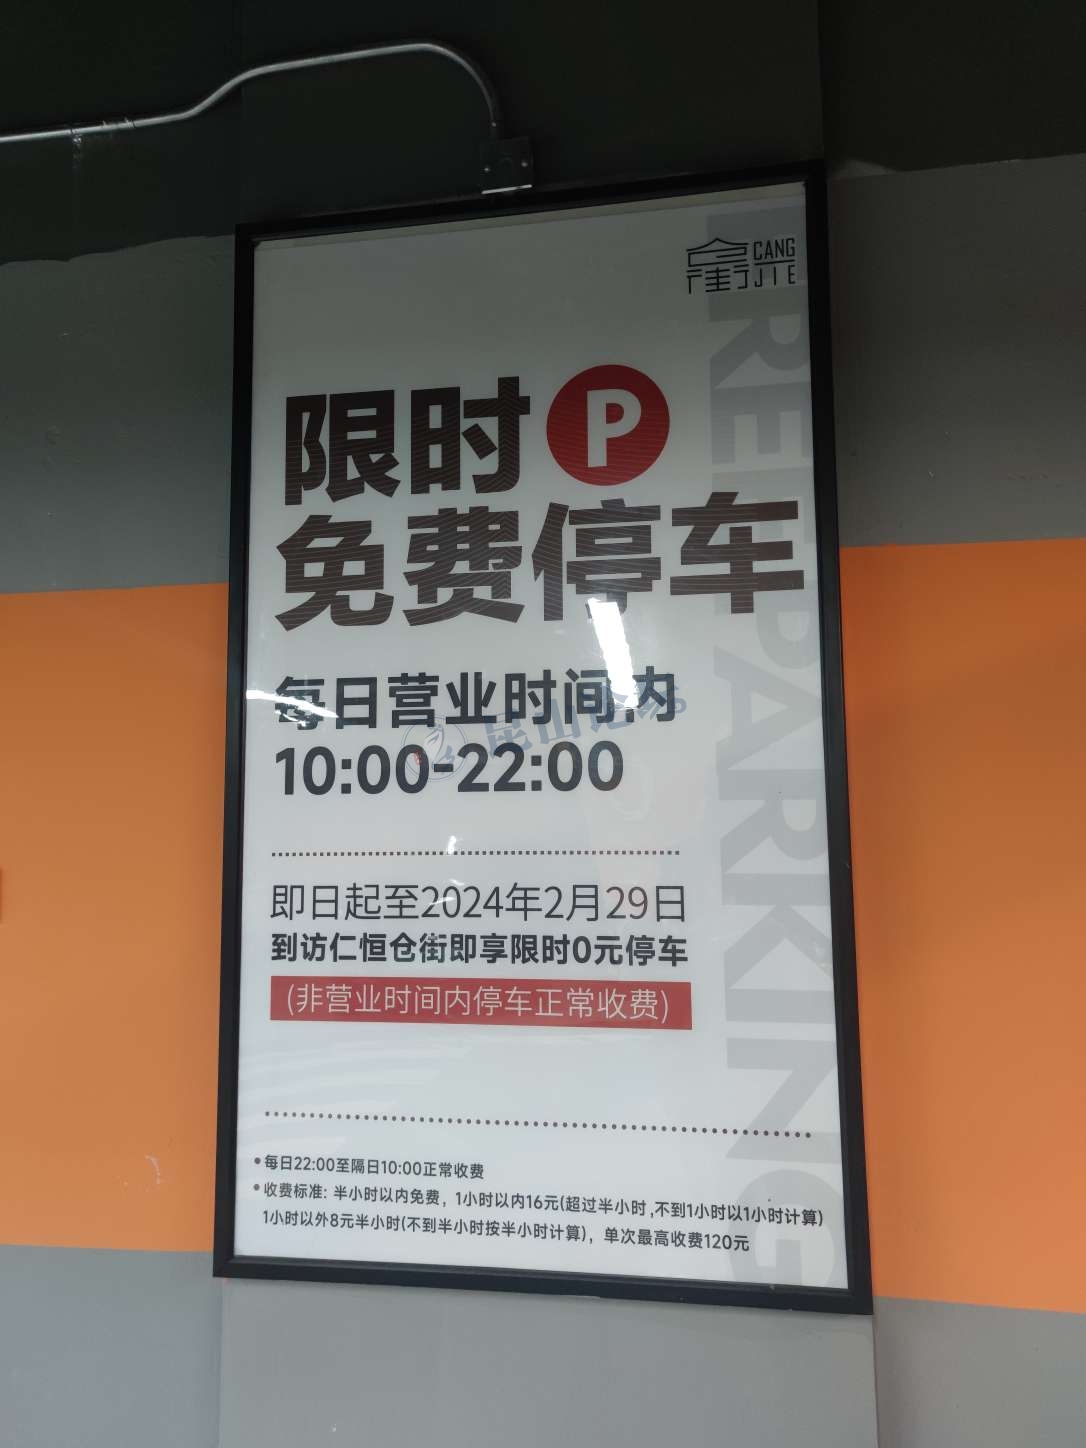 CANG
JIE
限时P
免费停车
FREE PARKING
每日营业时间内
10:00-22:00
昆山论坛
即日起至2024年2月29日
到访仁恒仓街即享限时0元停车
(非营业时间内停车正常收费)
•每日22:00至隔日10:00正常收费
•收费标准: 半小时以内免费，1小时以内16元(超过半小时,不到1小时以1小时计算)
1小时以外8元半小时(不到半小时按半小时计算)，单次最高收费120元